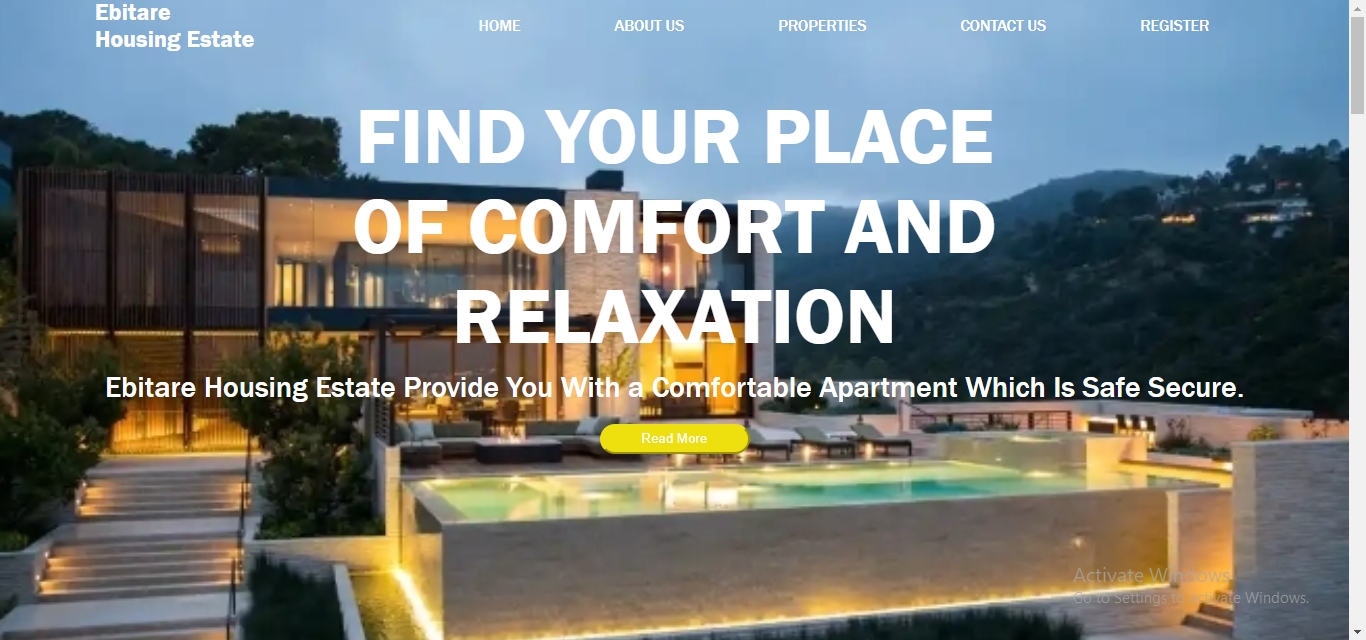 Ebitare
Housing Estate
HOME ABOUT US PROPERTIES CONTACT US REGISTER
FIND YOUR PLACE
OF COMFORT AND
RELAXATION
Ebitare Housing Estate Provide You With a Comfortable Apartment Which Is Safe Secure.
Read More
Activate Windows
Go to Settings to activate Windows.